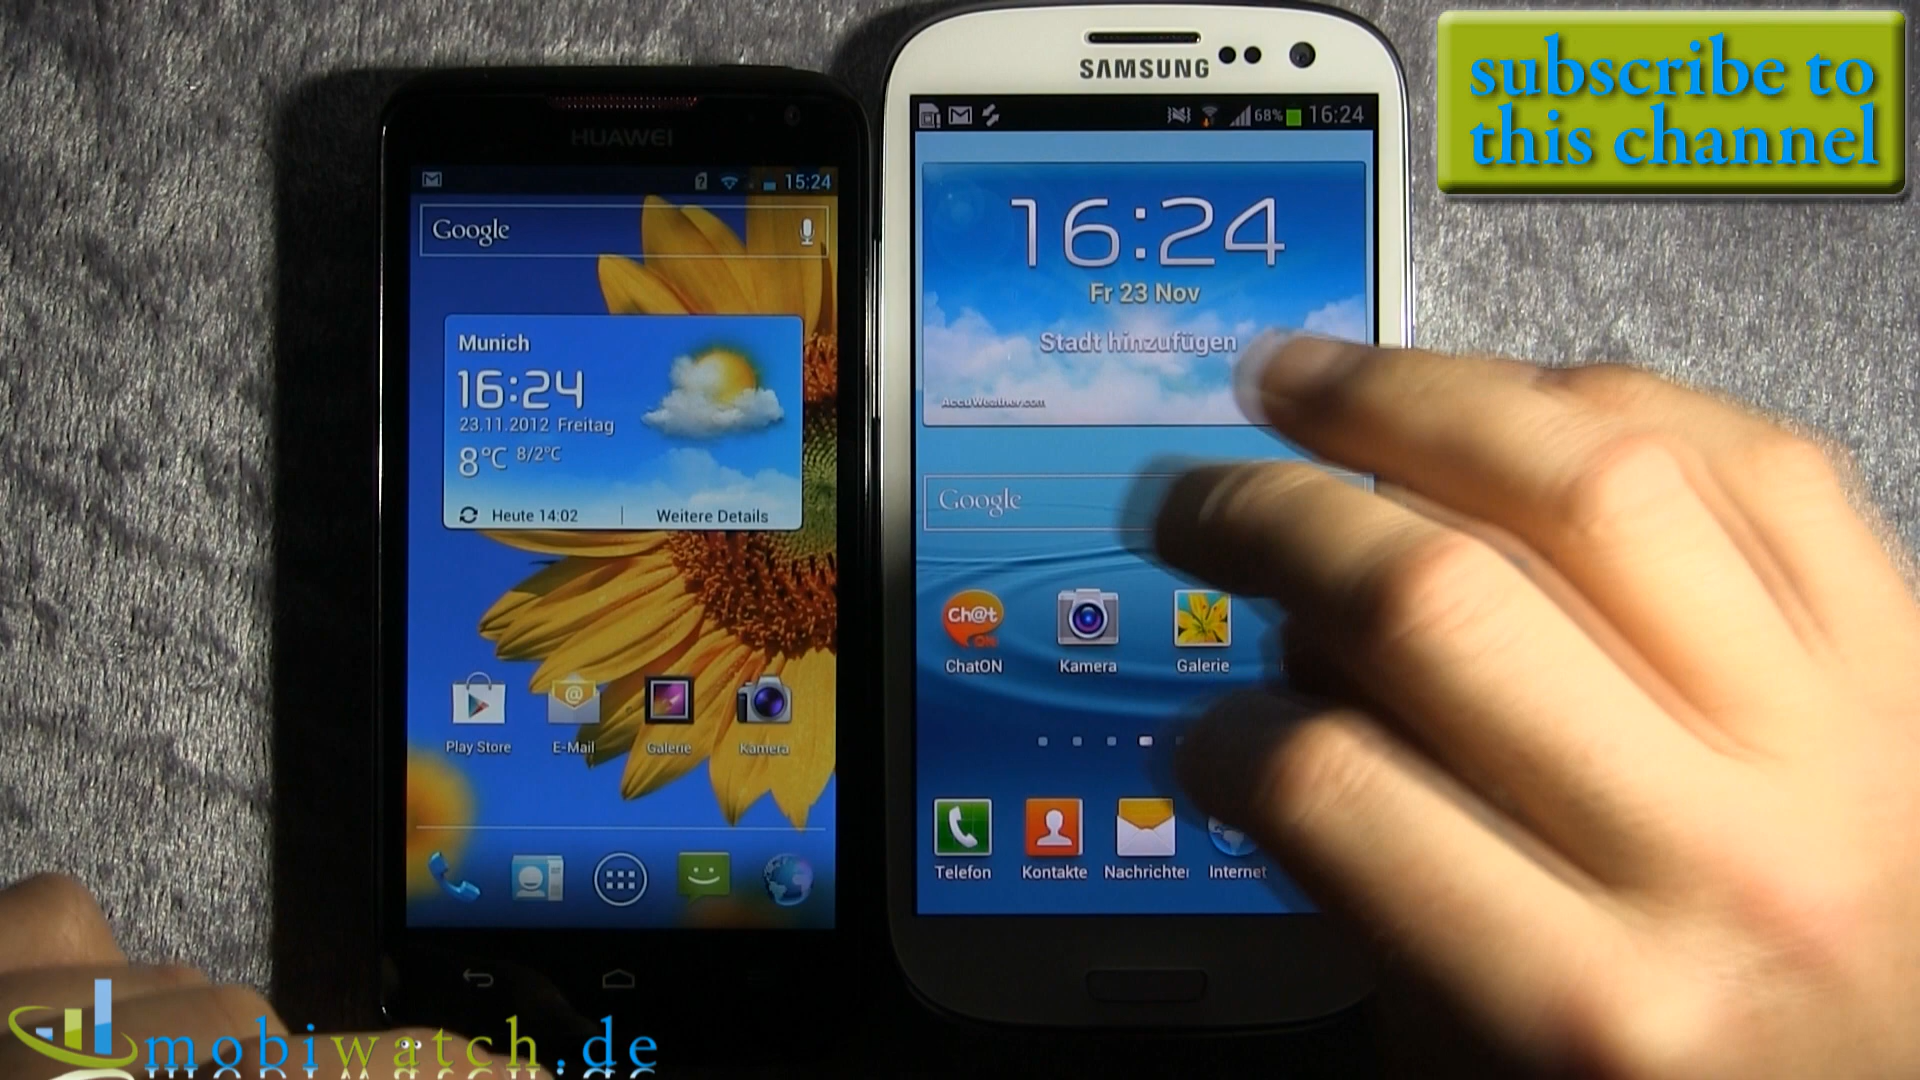 subscribe to
this channel
HUAWEI
15:24
Google
Munich
16:24
23.11.2012 Freitag
8°C 8/2°C
Heute 14:02
Weitere Details
Play Store
E-Mail
Galerie
Kamera
SAMSUNG
68% 16:24
16:24
Fr 23 Nov
Stadt hinzufügen
AccuWeather.com
Google
Ch@t
On
ChatON
Kamera
Galerie
Telefon
Kontakte
Nachrichten
Internet
mobiwatch.de